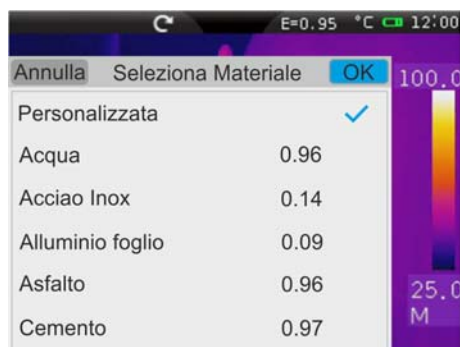 E=0.95 °C 12:00
Annulla Seleziona Materiale OK
100.0
Personalizzata
Acqua 0.96
Acciao Inox 0.14
Alluminio foglio 0.09
Asfalto 0.96
25.0
Cemento 0.97
M